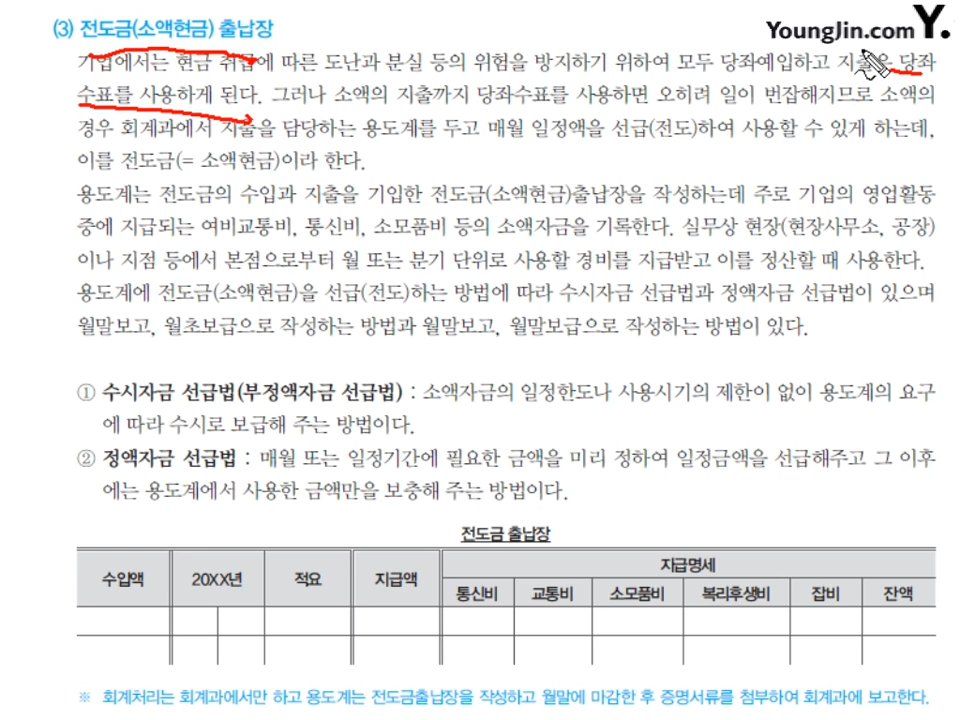 (3) 전도금(소액현금) 출납장
YoungJin.com Y.
기업에서는 현금 취급에 따른 도난과 분실 등의 위험을 방지하기 위하여 모두 당좌예입하고 지출은 당좌
수표를 사용하게 된다. 그러나 소액의 지출까지 당좌수표를 사용하면 오히려 일이 번잡해지므로 소액의
경우 회계과에서 지출을 담당하는 용도계를 두고 매월 일정액을 선급(전도)하여 사용할 수 있게 하는데,
이를 전도금(= 소액현금)이라 한다.
용도계는 전도금의 수입과 지출을 기입한 전도금(소액현금)출납장을 작성하는데 주로 기업의 영업활동
중에 지급되는 여비교통비, 통신비, 소모품비 등의 소액자금을 기록한다. 실무상 현장(현장사무소, 공장)
이나 지점 등에서 본점으로부터 월 또는 분기 단위로 사용할 경비를 지급받고 이를 정산할 때 사용한다.
용도계에 전도금(소액현금)을 선급(전도)하는 방법에 따라 수시자금 선급법과 정액자금 선급법이 있으며
월말보고, 월초보급으로 작성하는 방법과 월말보고, 월말보급으로 작성하는 방법이 있다.
① 수시자금 선급법(부정액자금 선급법) : 소액자금의 일정한도나 사용시기의 제한이 없이 용도계의 요구
에 따라 수시로 보급해 주는 방법이다.
② 정액자금 선급법 : 매월 또는 일정기간에 필요한 금액을 미리 정하여 일정금액을 선급해주고 그 이후
에는 용도계에서 사용한 금액만을 보충해 주는 방법이다.
전도금 출납장
수입액 20XX년 적요 지급액 지급명세
통신비 교통비 소모품비 복리후생비 잡비 잔액
※ 회계처리는 회계과에서만 하고 용도계는 전도금출납장을 작성하고 월말에 마감한 후 증명서류를 첨부하여 회계과에 보고한다.